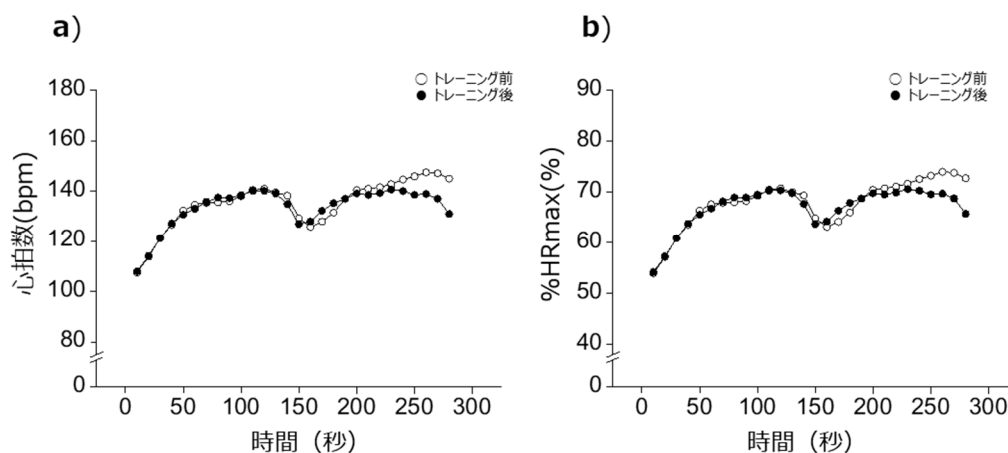 a)
○ トレーニング前
● トレーニング後
180
160
140
120
100
80
0
心拍数(bpm)
0 50 100 150 200 250 300
時間（秒）
b)
○ トレーニング前
● トレーニング後
90
80
70
60
50
40
0
%HRmax(%)
0 50 100 150 200 250 300
時間（秒）